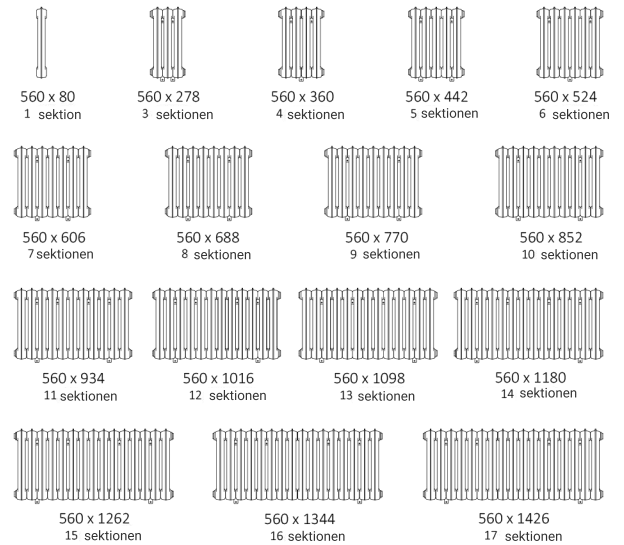 560 x 80
1 sektion
560 x 278
3 sektionen
560 x 360
4 sektionen
560 x 442
5 sektionen
560 x 524
6 sektionen
560 x 606
7 sektionen
560 x 688
8 sektionen
560 x 770
9 sektionen
560 x 852
10 sektionen
560 x 934
11 sektionen
560 x 1016
12 sektionen
560 x 1098
13 sektionen
560 x 1180
14 sektionen
560 x 1262
15 sektionen
560 x 1344
16 sektionen
560 x 1426
17 sektionen